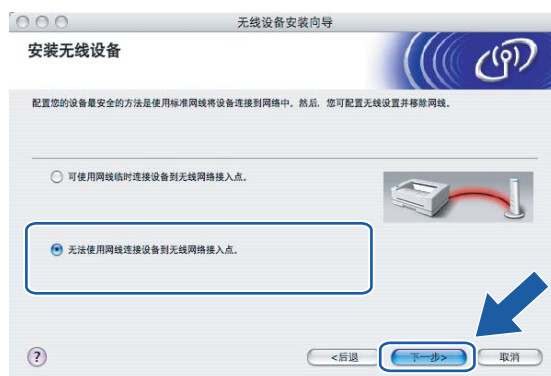 无线设备安装向导
安装无线设备
配置您的设备最安全的方法是使用标准网线将设备连接到网络中。然后, 您可配置无线设置并移除网线。
可使用网线临时连接设备到无线网络接入点。
无法使用网线连接设备到无线网络接入点。
?
<后退
下一步>
取消